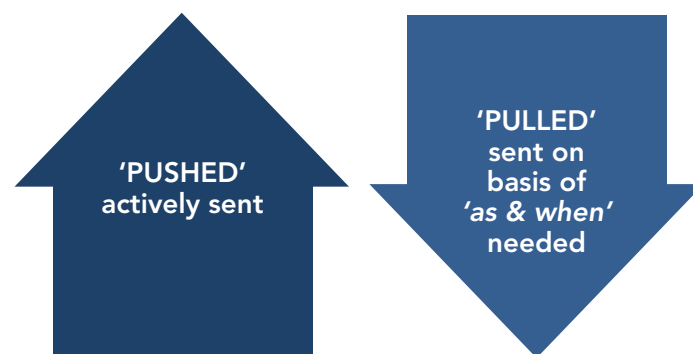 ‘PUSHED’
actively sent
‘PULLED’
sent on
basis of
‘as & when’
needed